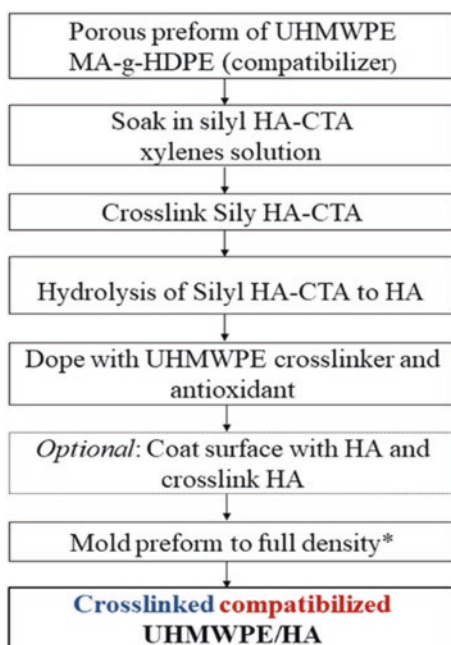 Porous preform of UHMWPE
MA-g-HDPE (compatibilizer)
Soak in silyl HA-CTA
xylenes solution
Crosslink Sily HA-CTA
Hydrolysis of Silyl HA-CTA to HA
Dope with UHMWPE crosslinker and
antioxidant
Optional: Coat surface with HA and
crosslink HA
Mold preform to full density*
Crosslinked compatibilized
UHMWPE/HA